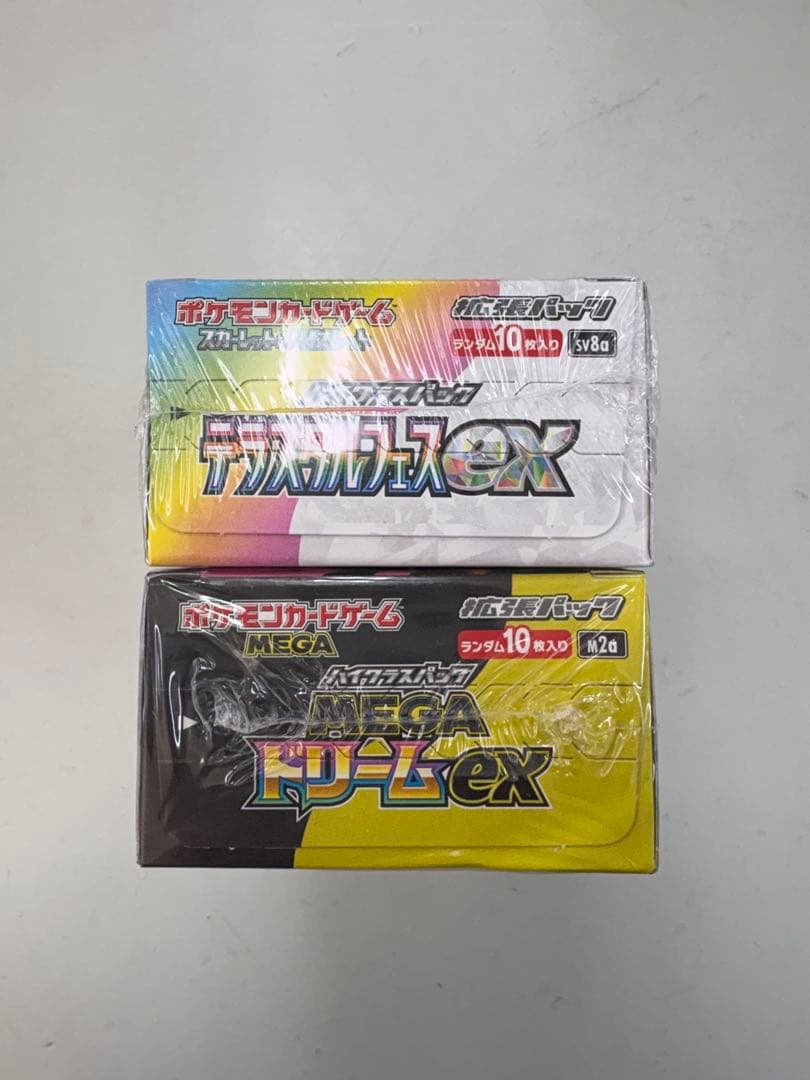 ポケモンカードゲーム
スカーレット&バイオレット
拡張パック
ランダム10枚入り
SV8a
ハイクラスパック
テラスタルフェスex
ポケモンカードゲーム
MEGA
拡張パック
ランダム10枚入り
M2a
ハイクラスパック
MEGA
ドリームex